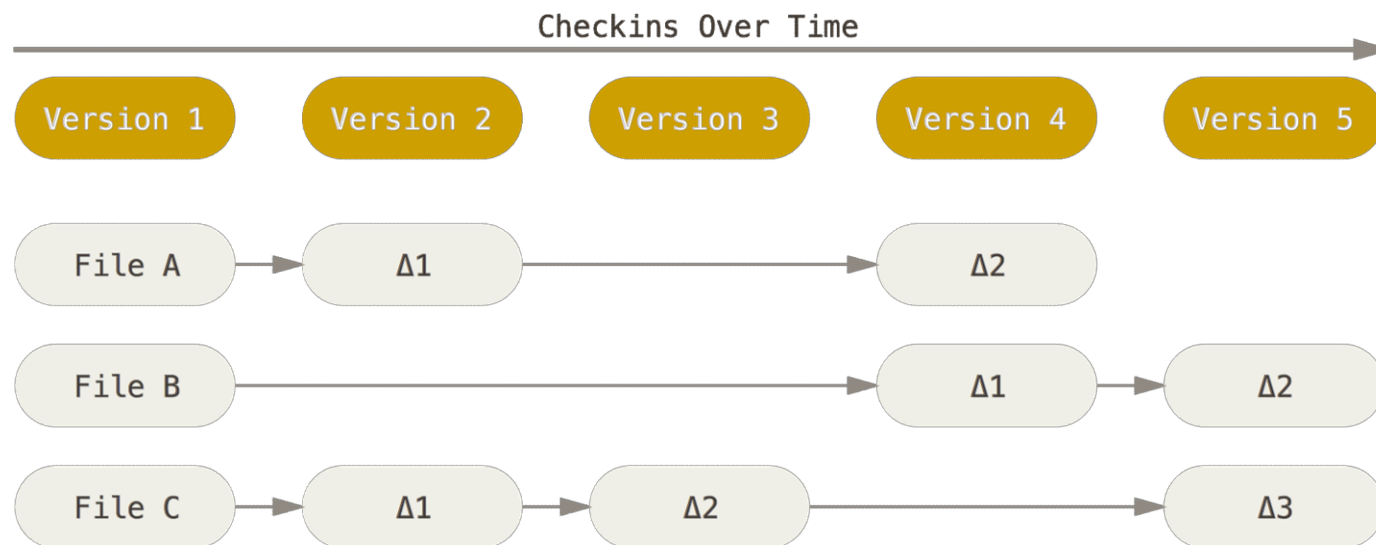 Checkins Over Time
Version 1 Version 2 Version 3 Version 4 Version 5
File A Δ1 Δ2
File B Δ1 Δ2
File C Δ1 Δ2 Δ3